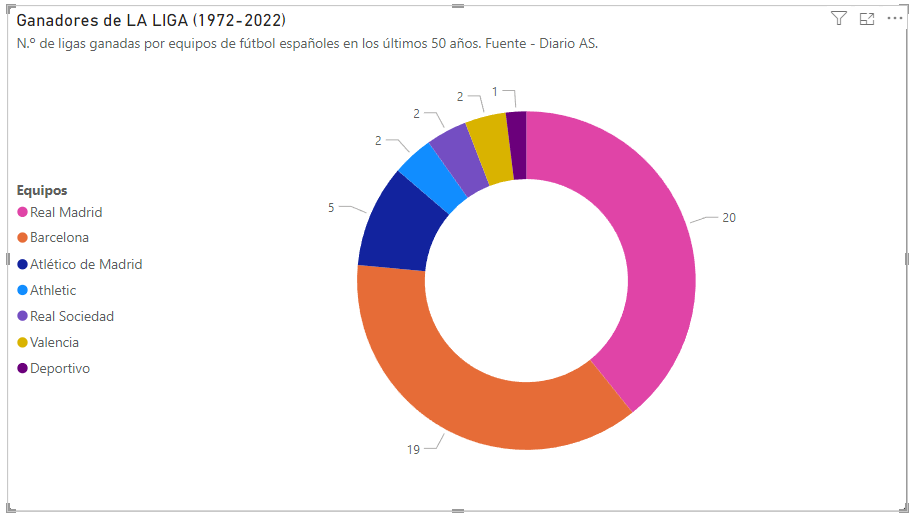 Ganadores de LA LIGA (1972-2022)
N.º de ligas ganadas por equipos de fútbol españoles en los últimos 50 años. Fuente - Diario AS.
Equipos
Real Madrid
Barcelona
Atlético de Madrid
Athletic
Real Sociedad
Valencia
Deportivo
1
2
2
2
5
20
19